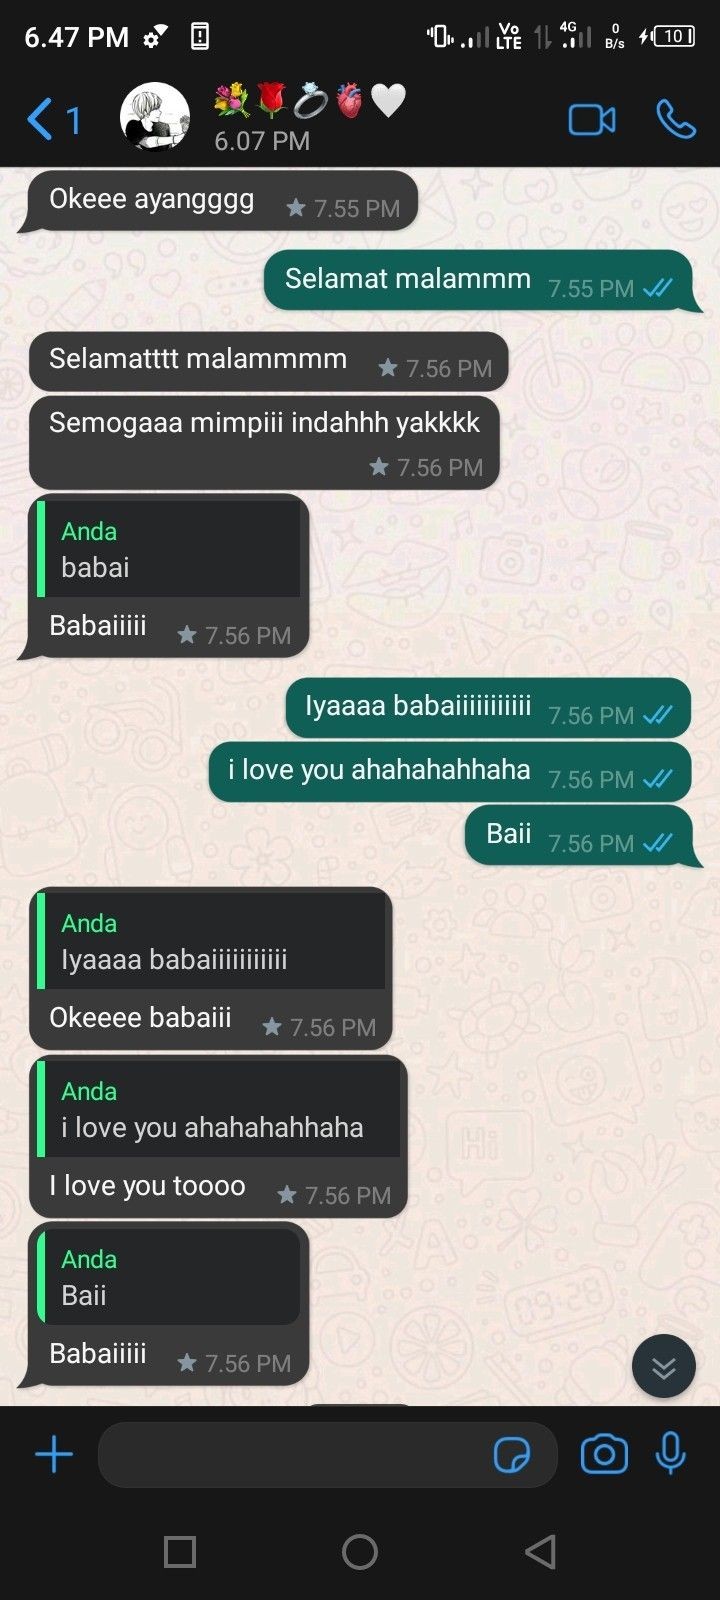 6.47 PM Vo LTE 4G 0 B/s 10
1
6.07 PM
Okeee ayangggg 7.55 PM
Selamat malammm 7.55 PM
Selamatttt malammmm 7.56 PM
Semogaaa mimpiii indahhh yakkkk
7.56 PM
Anda
babai
Babaiiiii 7.56 PM
Iyaaaa babaiiiiiiiiiii 7.56 PM
i love you ahahahahhaha 7.56 PM
Baii 7.56 PM
Anda
Iyaaaa babaiiiiiiiiiii
Okeeee babaiii 7.56 PM
Anda
i love you ahahahahhaha
I love you toooo 7.56 PM
Anda
Baii
Babaiiiii 7.56 PM